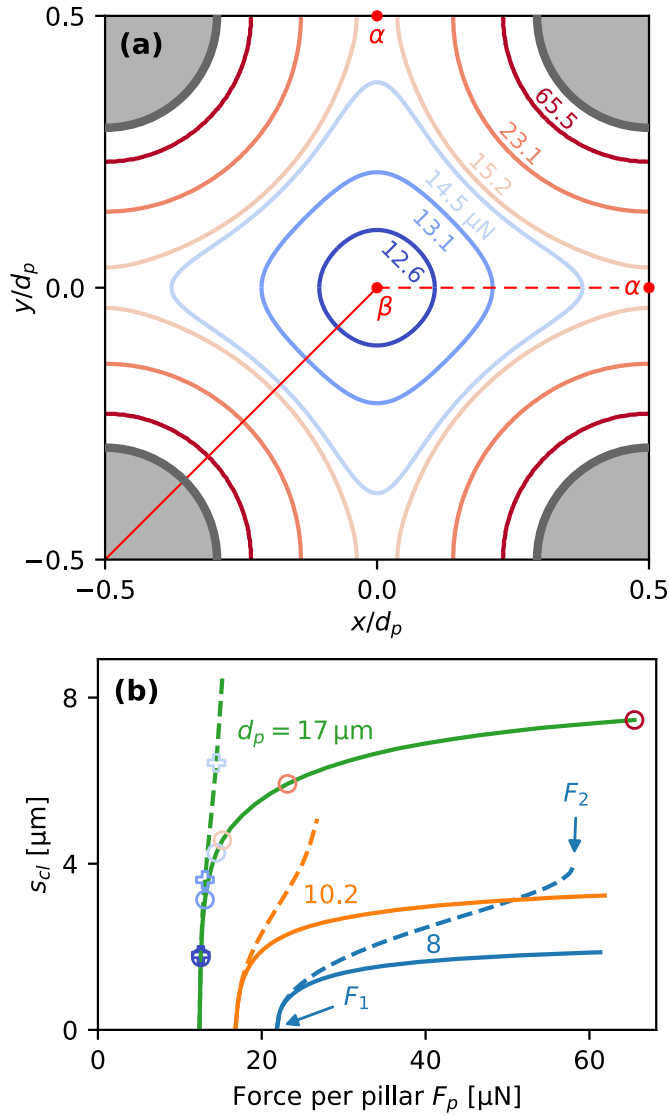 (a)
0.5
0.0
−0.5
y/dₚ
α
65.5
23.1
15.2
14.5 μN
13.1
12.6
β
α
−0.5
0.0
0.5
x/dₚ
(b)
8
4
0
s_cl [μm]
dₚ = 17 μm
10.2
8
F₂
F₁
0
20
40
60
Force per pillar Fₚ [μN]